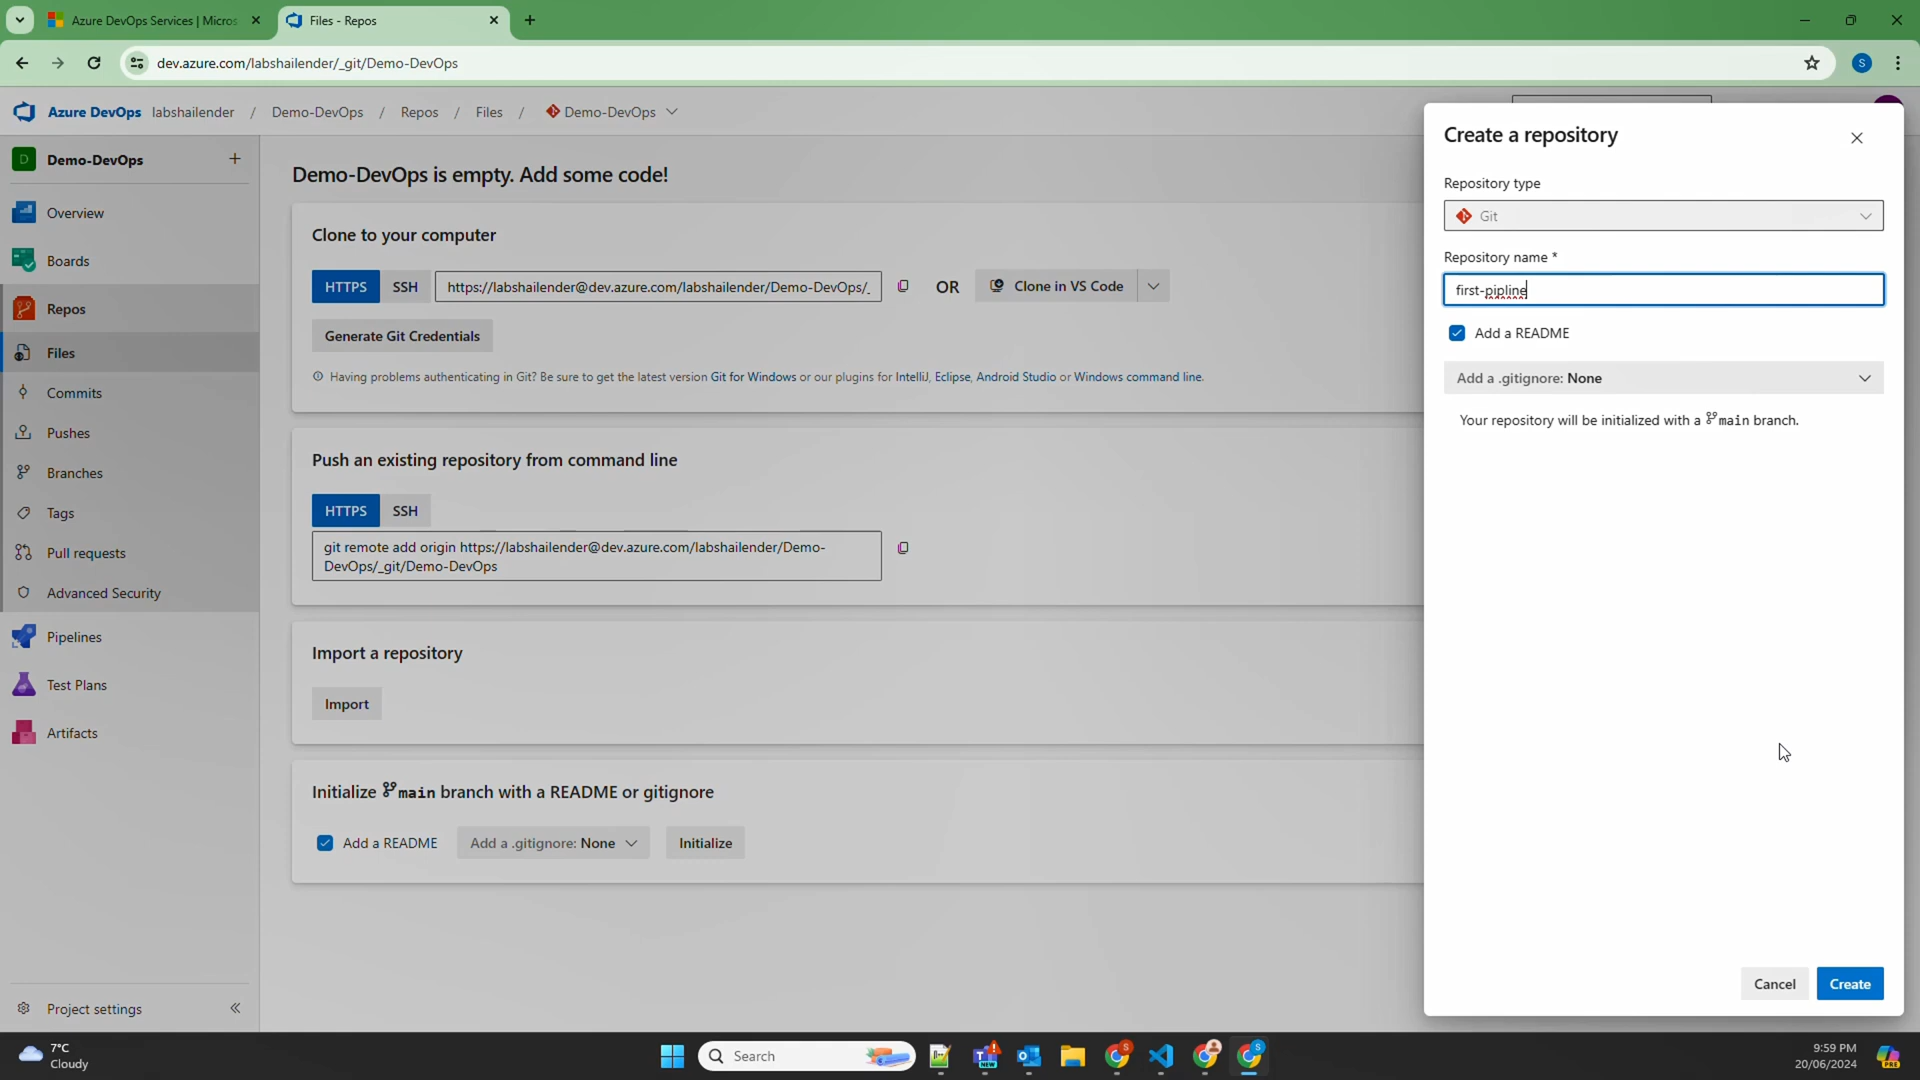 Azure DevOps Services | Micros
Files - Repos
dev.azure.com/labshailender/_git/Demo-DevOps
S
Azure DevOps labshailender / Demo-DevOps / Repos / Files / Demo-DevOps
D Demo-DevOps
Overview
Boards
Repos
Files
Commits
Pushes
Branches
Tags
Pull requests
Advanced Security
Pipelines
Test Plans
Artifacts
Project settings
Demo-DevOps is empty. Add some code!
Clone to your computer
HTTPS SSH https://labshailender@dev.azure.com/labshailender/Demo-DevOps/_ OR Clone in VS Code
Generate Git Credentials
Having problems authenticating in Git? Be sure to get the latest version Git for Windows or our plugins for IntelliJ, Eclipse, Android Studio or Windows command line.
Push an existing repository from command line
HTTPS SSH
git remote add origin https://labshailender@dev.azure.com/labshailender/Demo-
DevOps/_git/Demo-DevOps
Import a repository
Import
Initialize main branch with a README or gitignore
Add a README Add a .gitignore: None Initialize
Create a repository
Repository type
Git
Repository name *
first-pipline
Add a README
Add a .gitignore: None
Your repository will be initialized with a main branch.
Cancel Create
7°C
Cloudy
Search
NEW
S
S
9:59 PM
20/06/2024
PRE